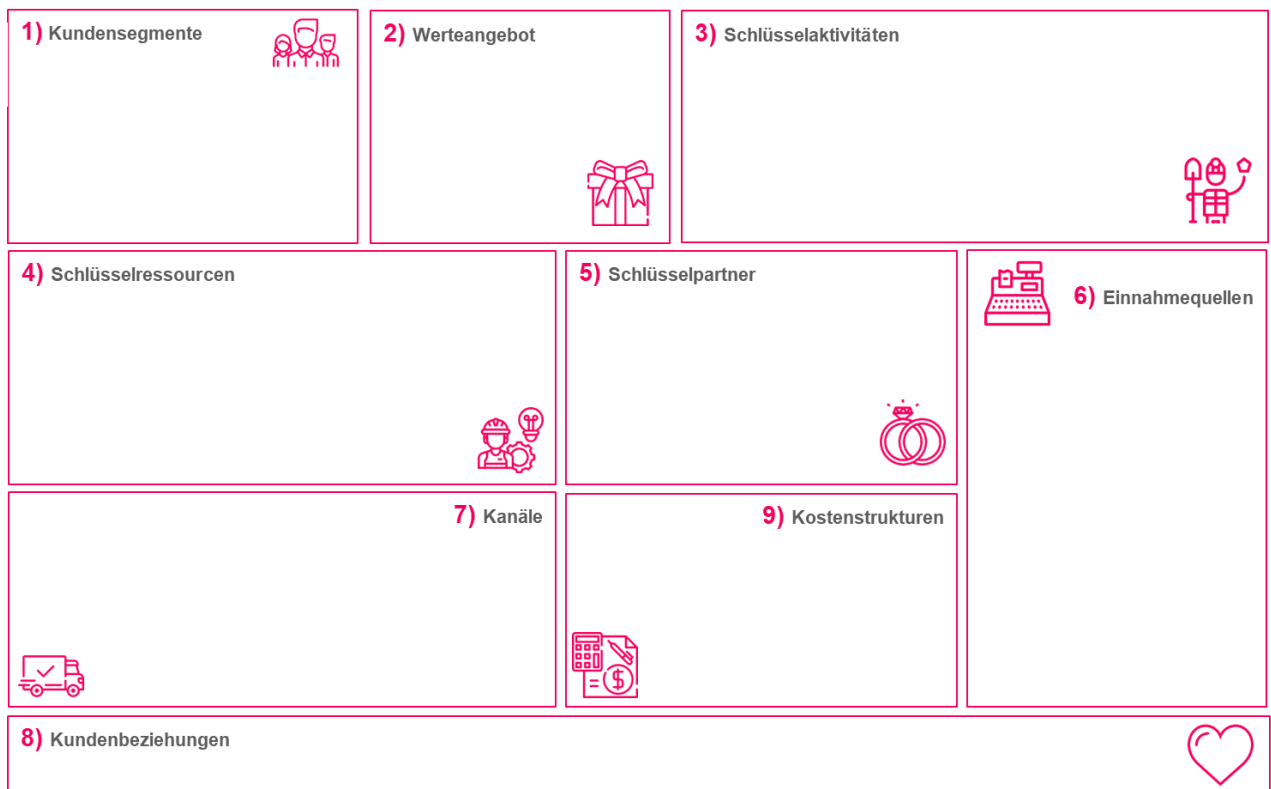 1) Kundensegmente
2) Werteangebot
3) Schlüsselaktivitäten
4) Schlüsselressourcen
5) Schlüsselpartner
6) Einnahmequellen
7) Kanäle
9) Kostenstrukturen
$
8) Kundenbeziehungen